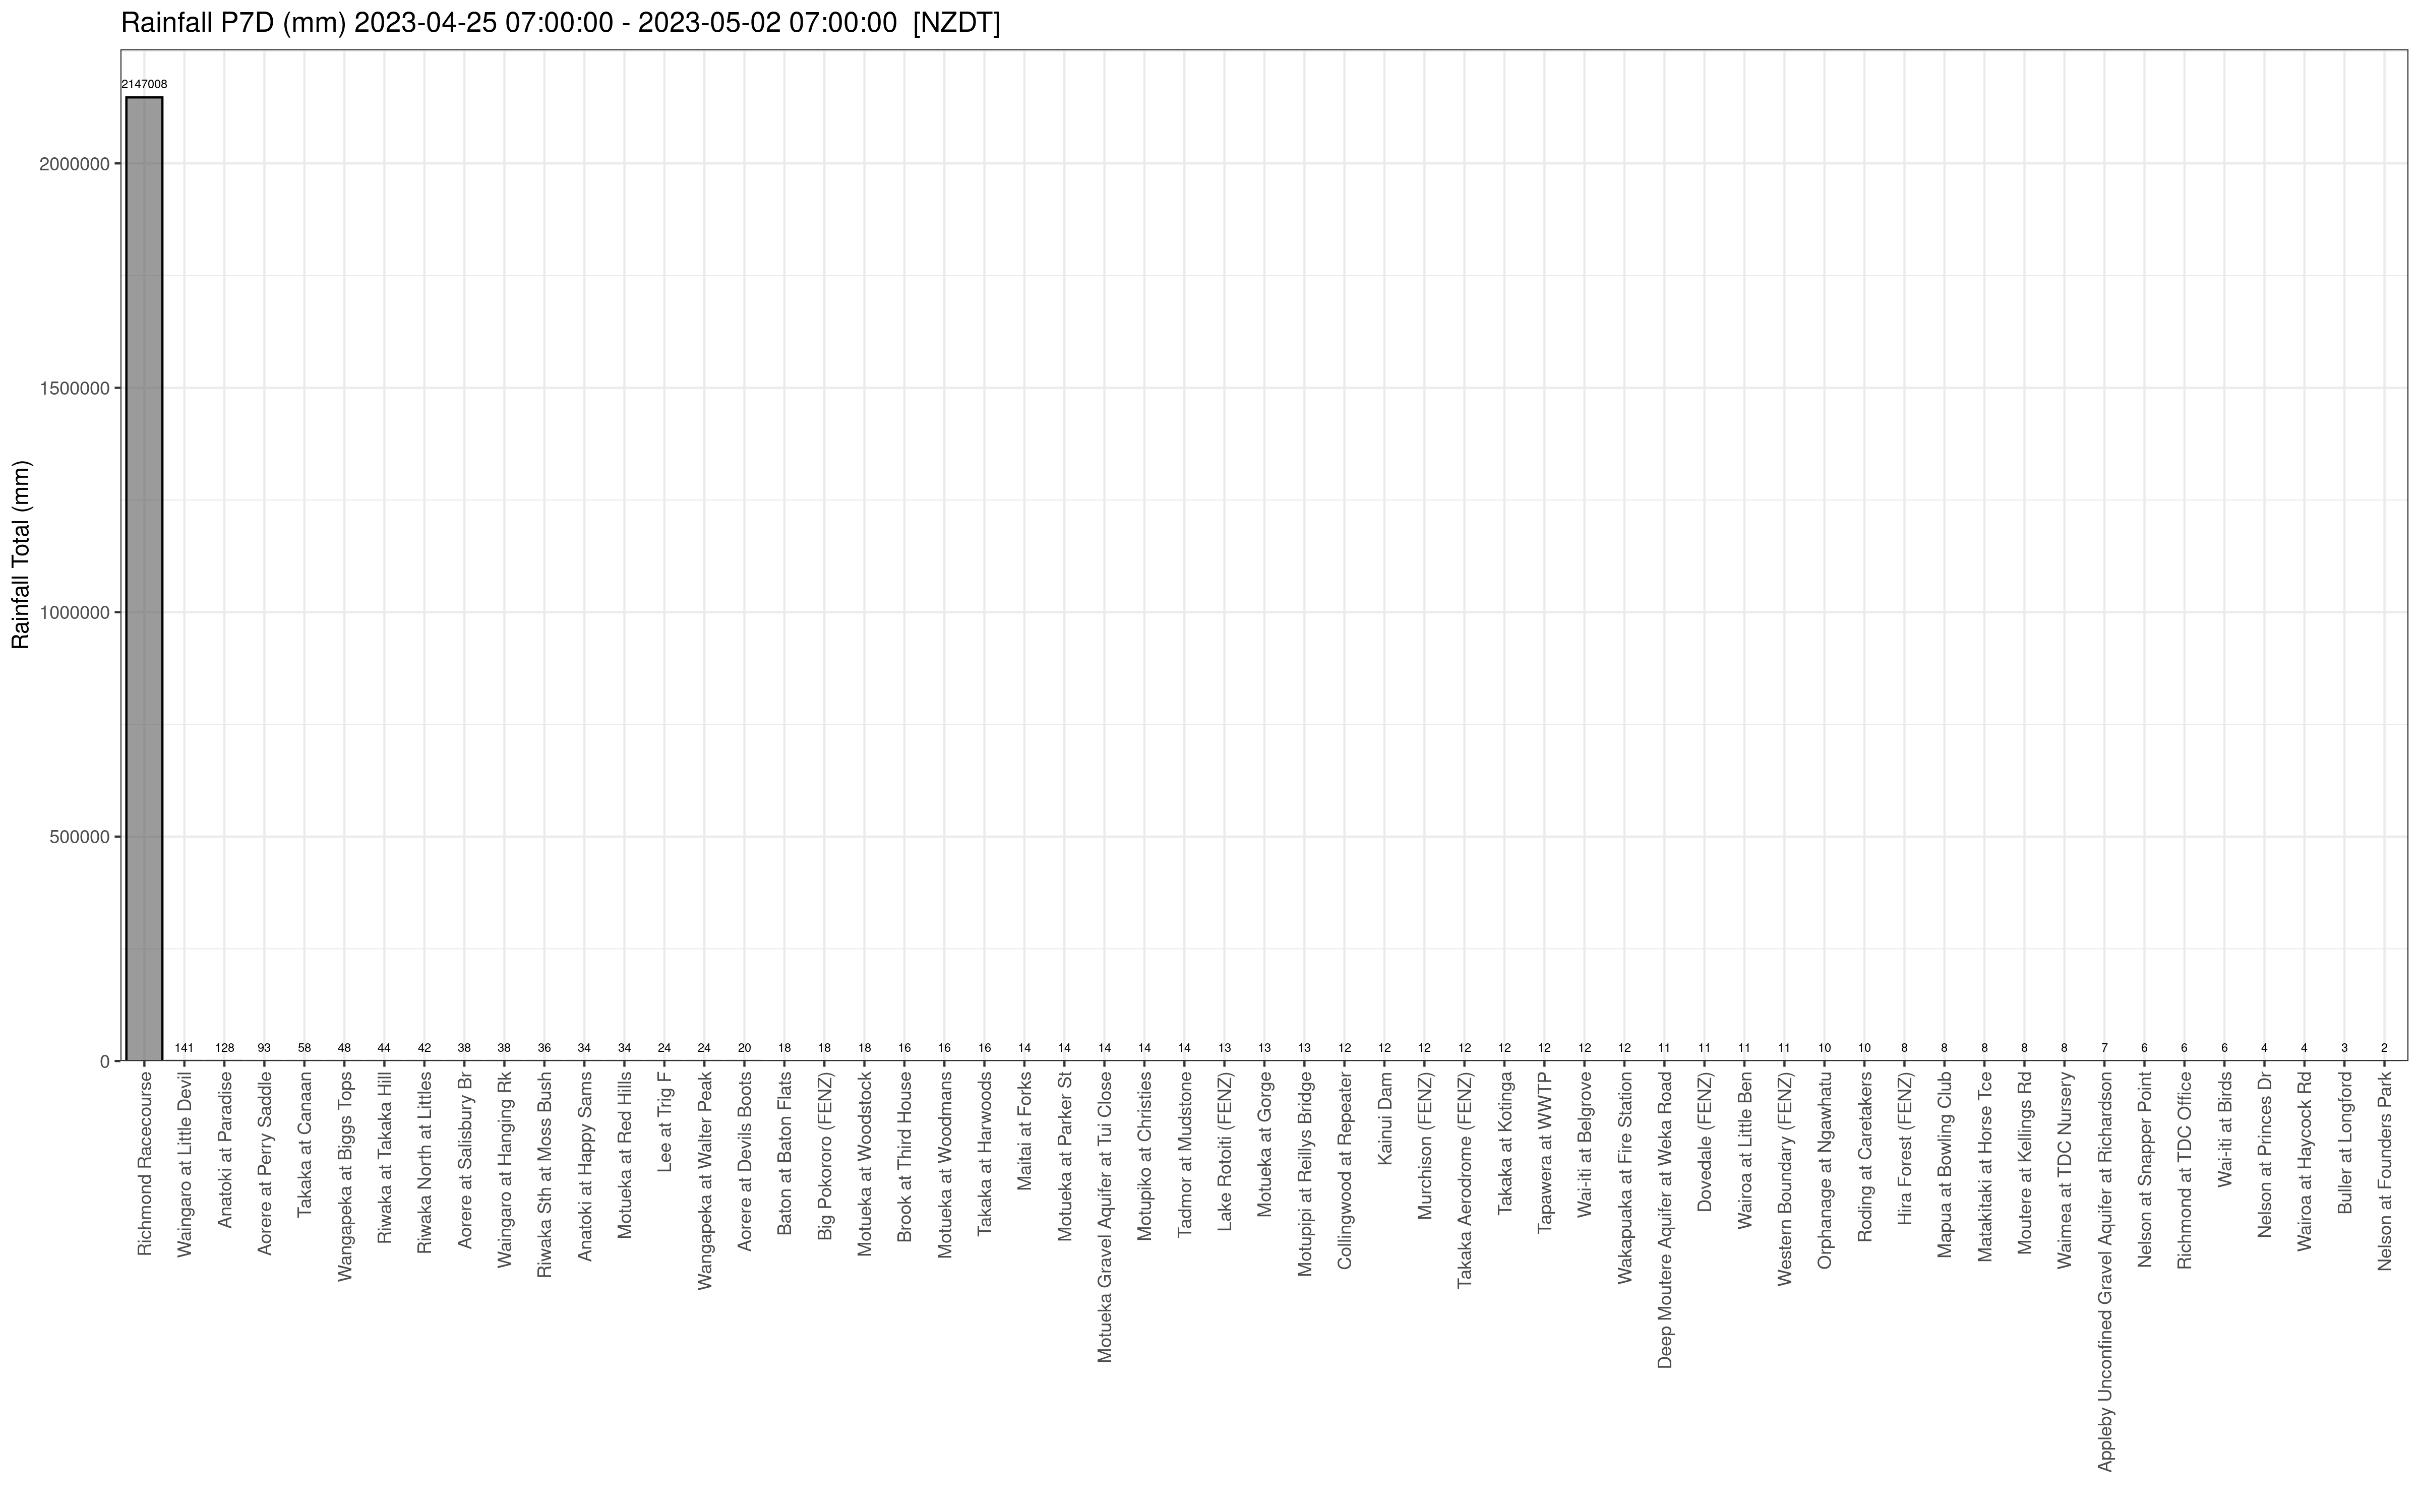 Rainfall P7D (mm) 2023-04-25 07:00:00 - 2023-05-02 07:00:00  [NZDT]
Rainfall Total (mm)
2000000
1500000
1000000
500000
0
2147008
141
128
93
58
48
44
42
38
38
36
34
34
24
24
20
18
18
18
16
16
16
14
14
14
14
14
13
13
13
12
12
12
12
12
12
12
12
11
11
11
11
10
10
8
8
8
8
8
7
6
6
6
4
4
3
2
Richmond Racecourse
Waingaro at Little Devil
Anatoki at Paradise
Aorere at Perry Saddle
Takaka at Canaan
Wangapeka at Biggs Tops
Riwaka at Takaka Hill
Riwaka North at Littles
Aorere at Salisbury Br
Waingaro at Hanging Rk
Riwaka Sth at Moss Bush
Anatoki at Happy Sams
Motueka at Red Hills
Lee at Trig F
Wangapeka at Walter Peak
Aorere at Devils Boots
Baton at Baton Flats
Big Pokororo (FENZ)
Motueka at Woodstock
Brook at Third House
Motueka at Woodmans
Takaka at Harwoods
Maitai at Forks
Motueka at Parker St
Motueka Gravel Aquifer at Tui Close
Motupiko at Christies
Tadmor at Mudstone
Lake Rotoiti (FENZ)
Motueka at Gorge
Motupipi at Reillys Bridge
Collingwood at Repeater
Kainui Dam
Murchison (FENZ)
Takaka Aerodrome (FENZ)
Takaka at Kotinga
Tapawera at WWTP
Wai-iti at Belgrove
Wakapuaka at Fire Station
Deep Moutere Aquifer at Weka Road
Dovedale (FENZ)
Wairoa at Little Ben
Western Boundary (FENZ)
Orphanage at Ngawhatu
Roding at Caretakers
Hira Forest (FENZ)
Mapua at Bowling Club
Matakitaki at Horse Tce
Moutere at Kellings Rd
Waimea at TDC Nursery
Appleby Unconfined Gravel Aquifer at Richardson
Nelson at Snapper Point
Richmond at TDC Office
Wai-iti at Birds
Nelson at Princes Dr
Wairoa at Haycock Rd
Buller at Longford
Nelson at Founders Park